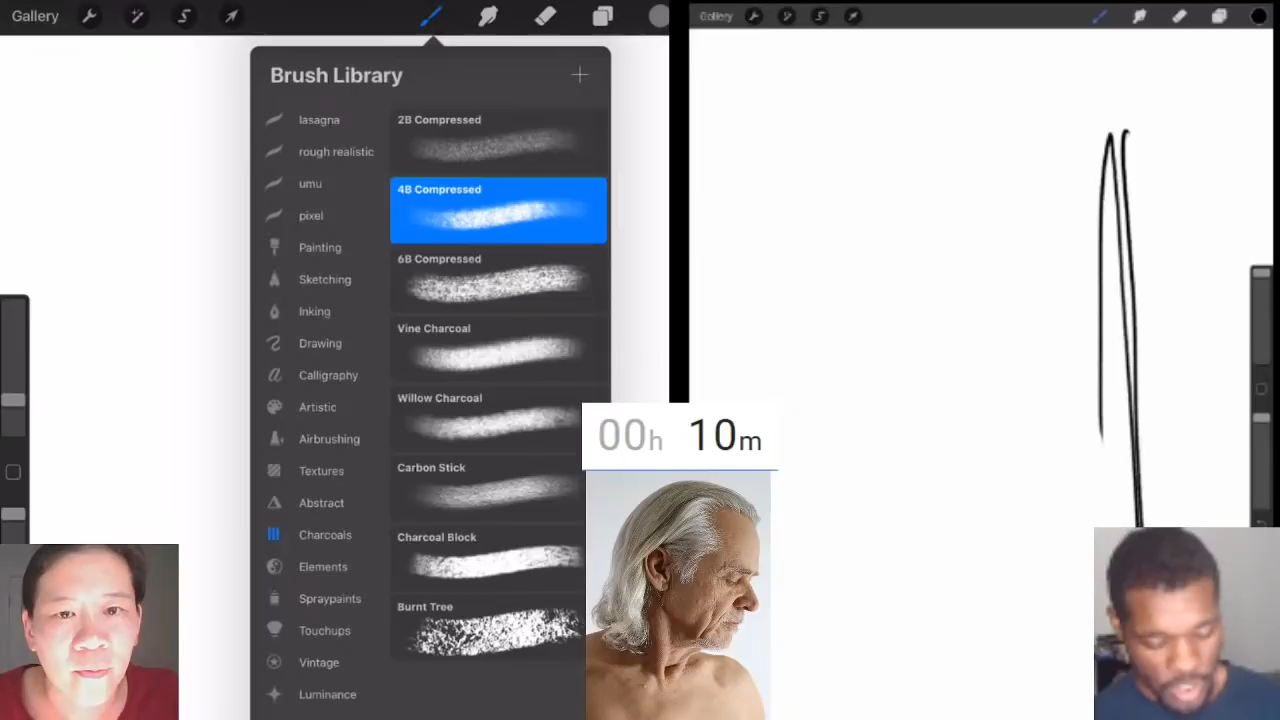 Gallery
Gallery
Brush Library
lasagna
rough realistic
umu
pixel
Painting
Sketching
Inking
Drawing
Calligraphy
Artistic
Airbrushing
Textures
Abstract
Charcoals
Elements
Spraypaints
Touchups
Vintage
Luminance
2B Compressed
4B Compressed
6B Compressed
Vine Charcoal
Willow Charcoal
Carbon Stick
Charcoal Block
Burnt Tree
00h 10m